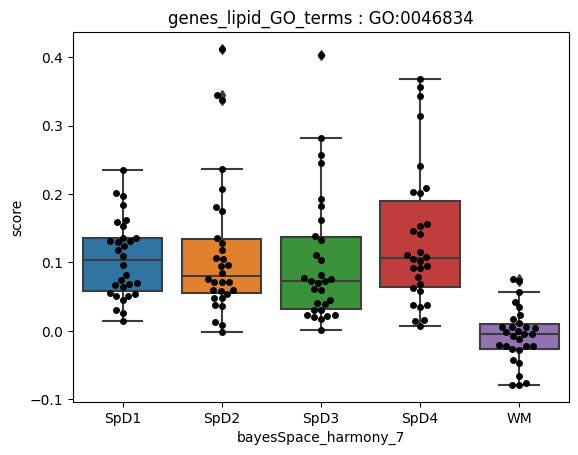 genes_lipid_GO_terms : GO:0046834
0.4
0.3
0.2
0.1
0.0
−0.1
score
SpD1 SpD2 SpD3 SpD4 WM
bayesSpace_harmony_7